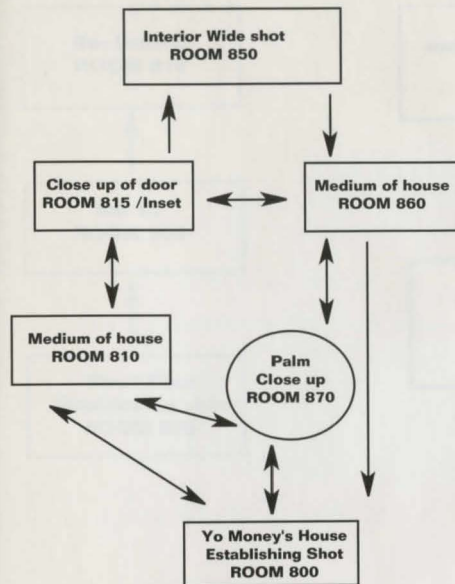 Interior Wide shot
ROOM 850
Close up of door
ROOM 815 /Inset
Medium of house
ROOM 860
Medium of house
ROOM 810
Palm
Close up
ROOM 870
Yo Money's House
Establishing Shot
ROOM 800